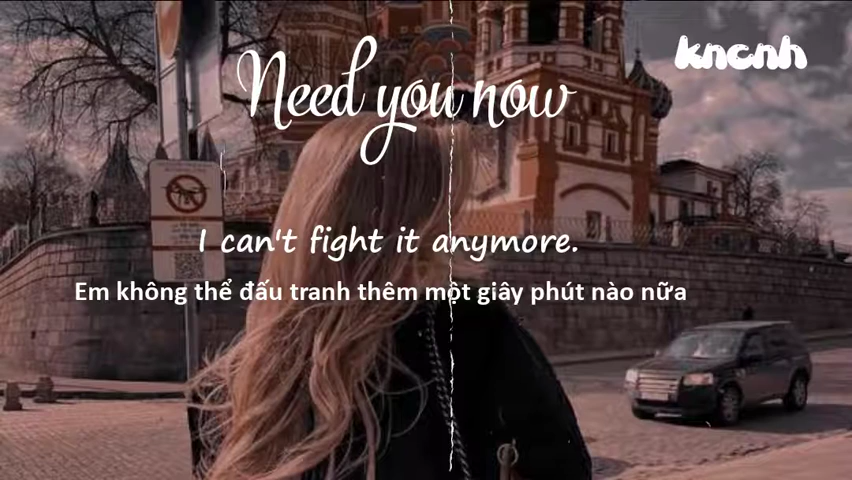 Need you now
kncnh
I can't fight it anymore.
Em không thể đấu tranh thêm một giây phút nào nữa